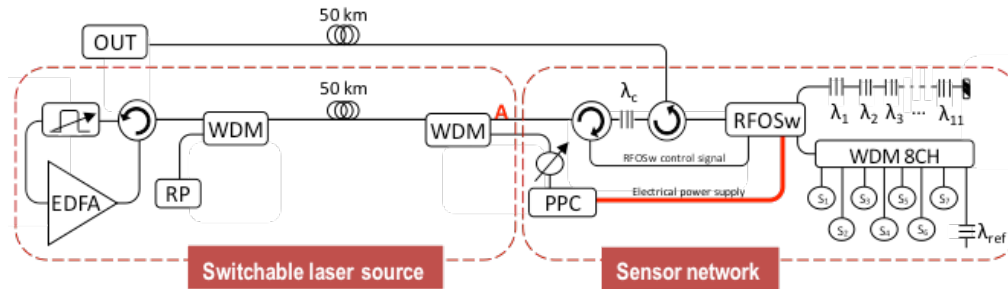 50 km
OUT
50 km
A
λc
λ1 λ2 λ3 ... λ11
WDM
WDM
RFOSw
RFOSw control signal
WDM 8CH
EDFA
RP
PPC
Electrical power supply
S1 S3 S5 S7
S2 S4 S6
λref
Switchable laser source
Sensor network